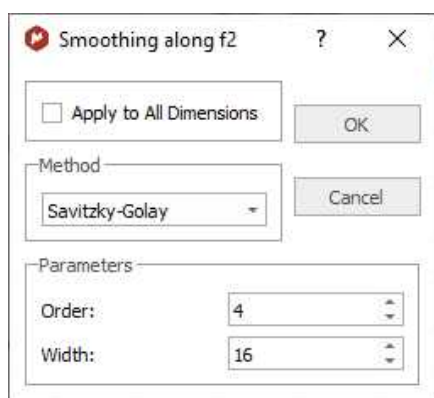 Smoothing along f2 ?
Apply to All Dimensions
OK
Method
Savitzky-Golay
Cancel
Parameters
Order: 4
Width: 16